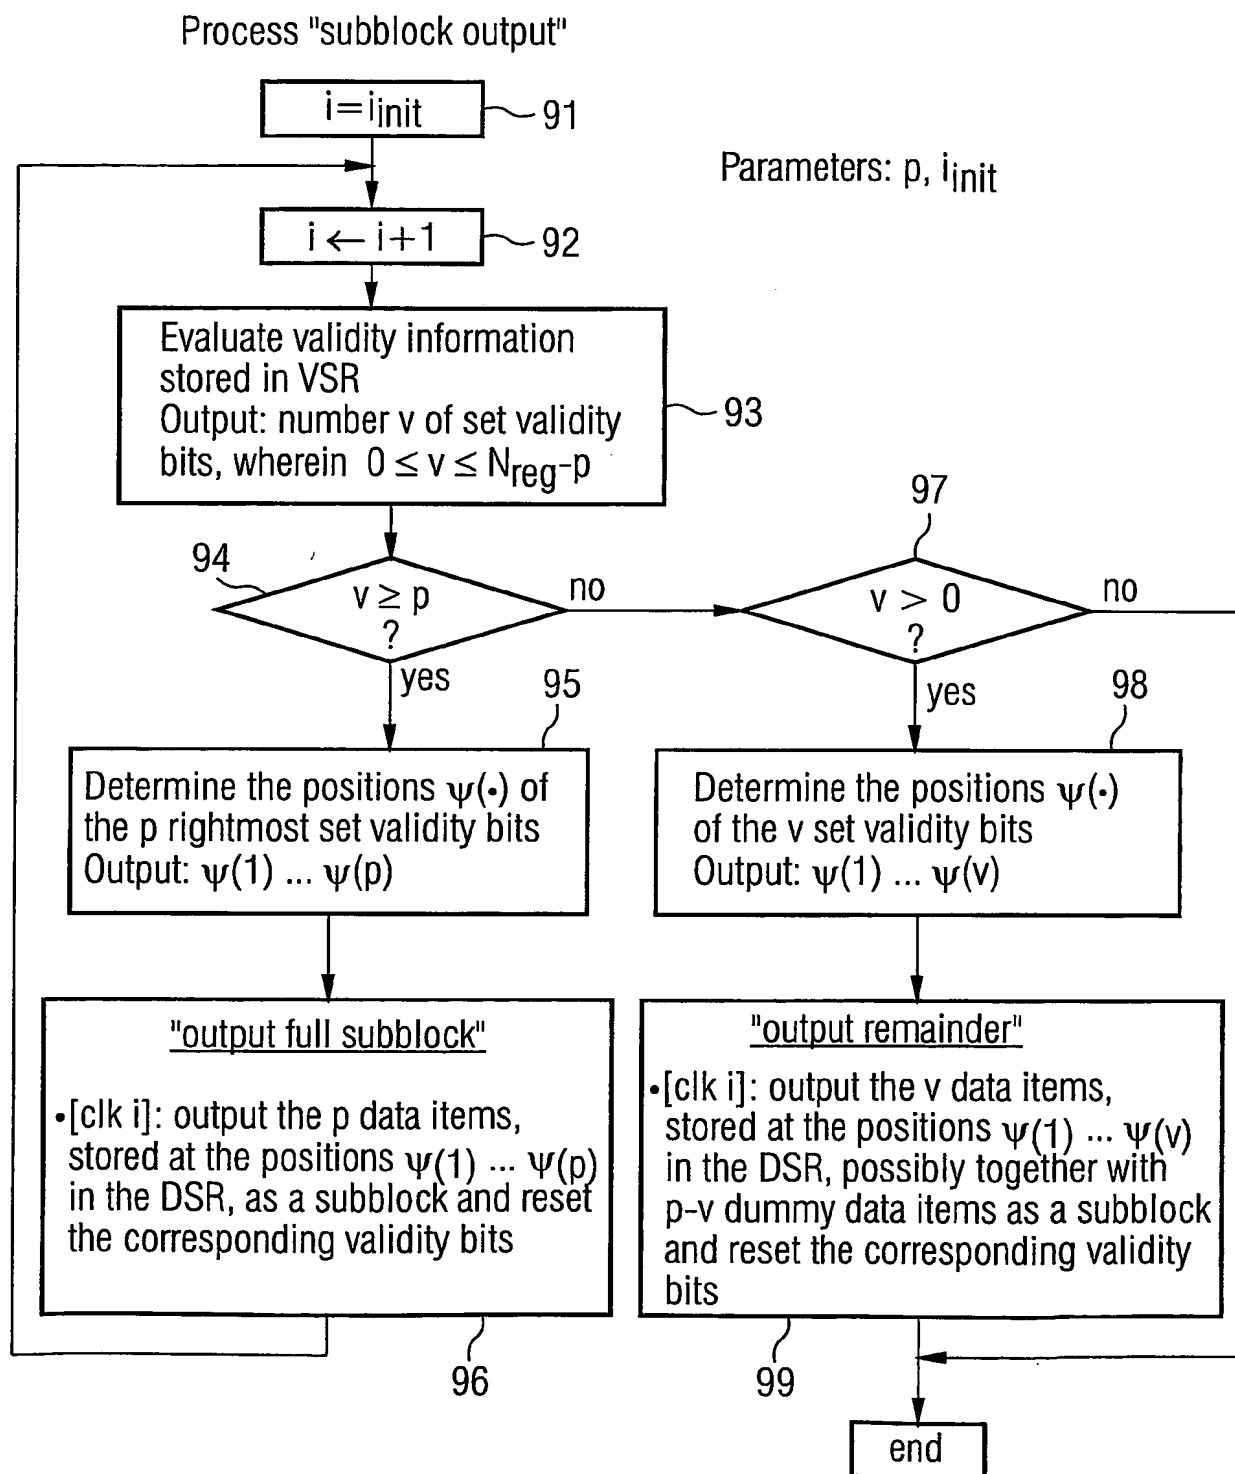 Process "subblock output"
i=i_init
91
Parameters: p, i_init
i ← i+1
92
Evaluate validity information
stored in VSR
Output: number v of set validity
bits, wherein 0 ≤ v ≤ N_reg-p
93
94
v ≥ p
?
no
yes
97
v > 0
?
no
yes
95
Determine the positions ψ(•) of
the p rightmost set validity bits
Output: ψ(1) ... ψ(p)
98
Determine the positions ψ(•)
of the v set validity bits
Output: ψ(1) ... ψ(v)
"output full subblock"
•[clk i]: output the p data items,
stored at the positions ψ(1) ... ψ(p)
in the DSR, as a subblock and reset
the corresponding validity bits
96
"output remainder"
•[clk i]: output the v data items,
stored at the positions ψ(1) ... ψ(v)
in the DSR, possibly together with
p-v dummy data items as a subblock
and reset the corresponding validity
bits
99
end